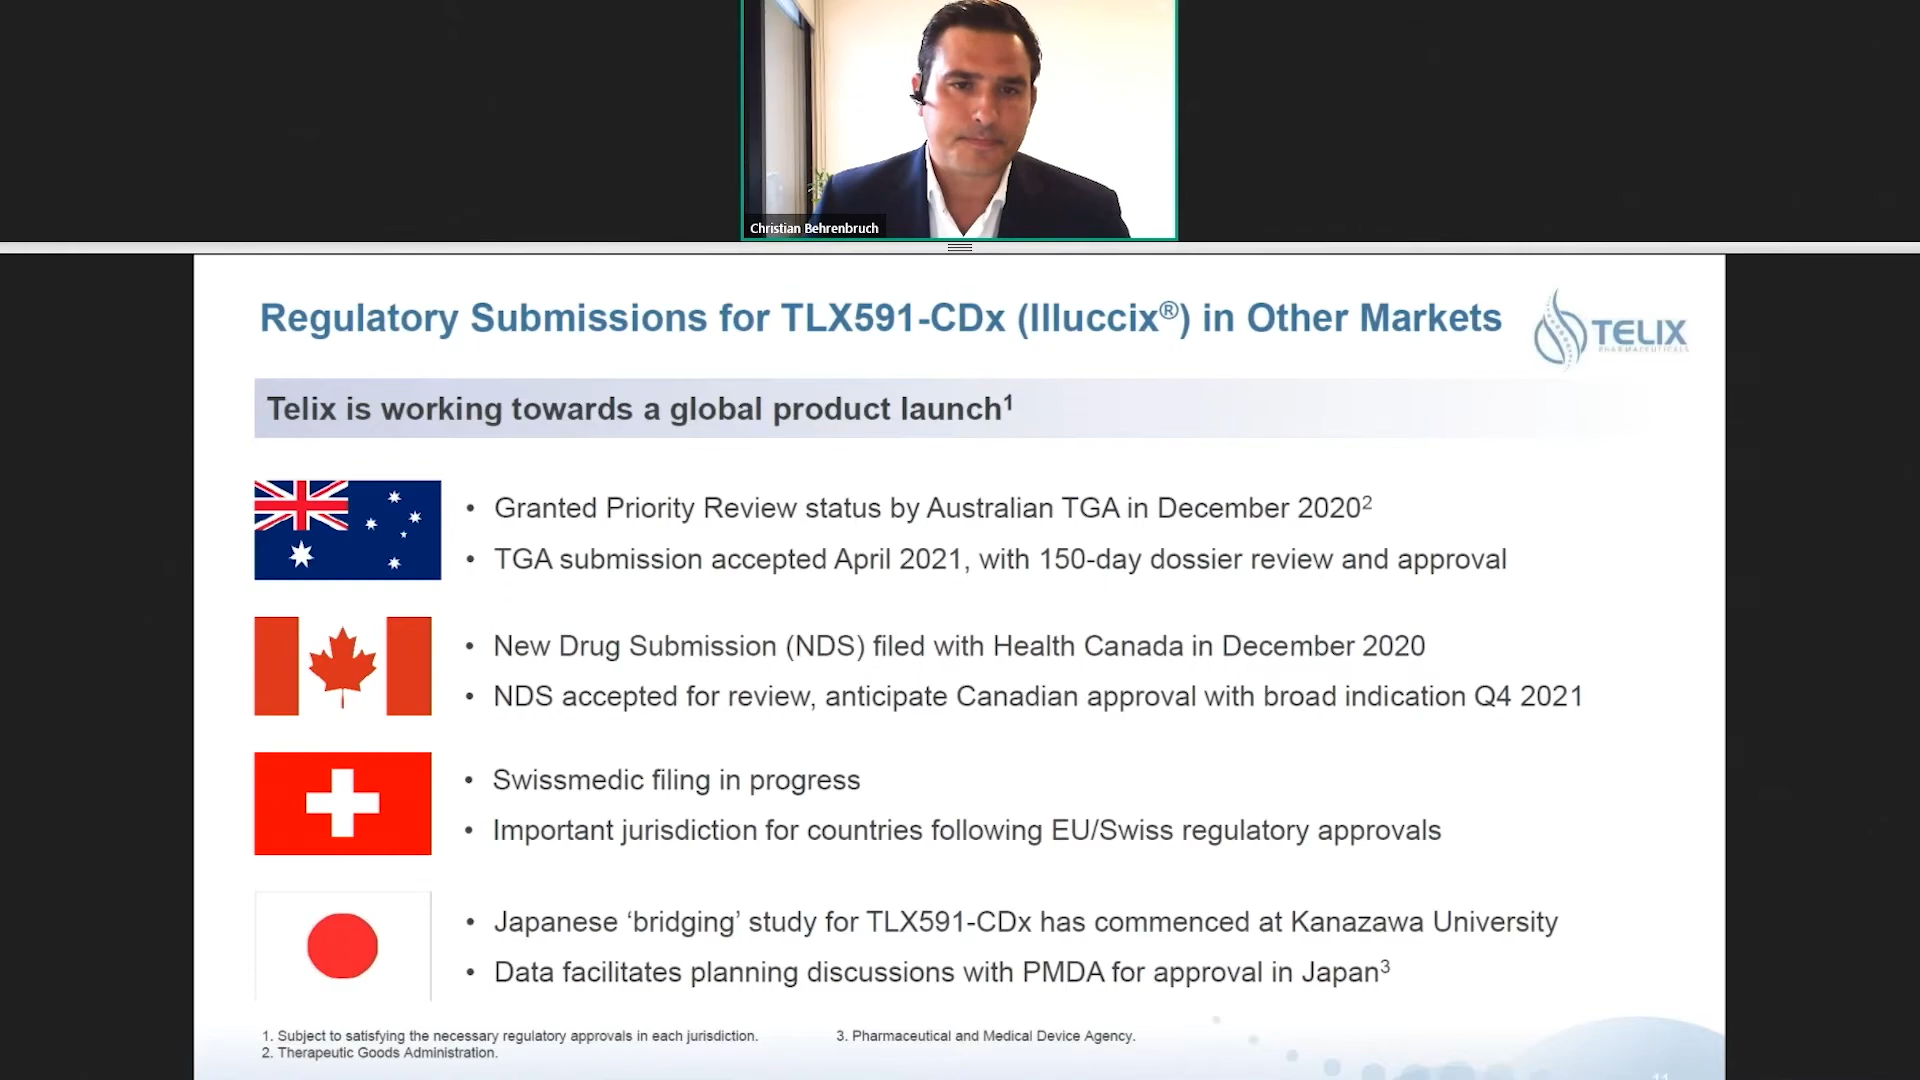 Christian Behrenbruch
Regulatory Submissions for TLX591-CDx (Illuccix®) in Other Markets
TELIX
PHARMACEUTICALS
Telix is working towards a global product launch¹
• Granted Priority Review status by Australian TGA in December 2020²
• TGA submission accepted April 2021, with 150-day dossier review and approval
• New Drug Submission (NDS) filed with Health Canada in December 2020
• NDS accepted for review, anticipate Canadian approval with broad indication Q4 2021
• Swissmedic filing in progress
• Important jurisdiction for countries following EU/Swiss regulatory approvals
• Japanese ‘bridging’ study for TLX591-CDx has commenced at Kanazawa University
• Data facilitates planning discussions with PMDA for approval in Japan³
1. Subject to satisfying the necessary regulatory approvals in each jurisdiction.
2. Therapeutic Goods Administration.
3. Pharmaceutical and Medical Device Agency.
11